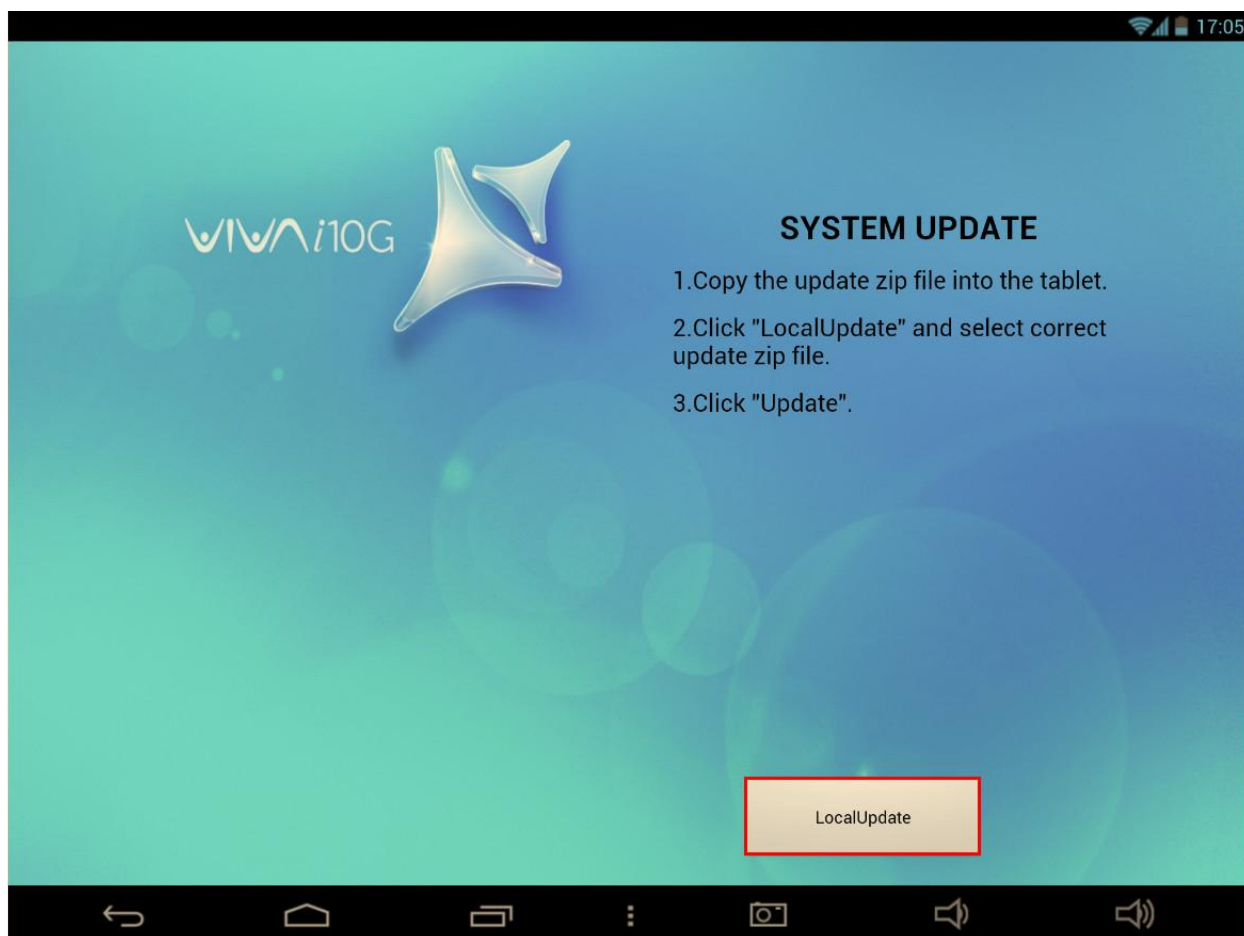 17:05
VIVA i10G
SYSTEM UPDATE
1.Copy the update zip file into the tablet.
2.Click "LocalUpdate" and select correct
update zip file.
3.Click "Update".
LocalUpdate